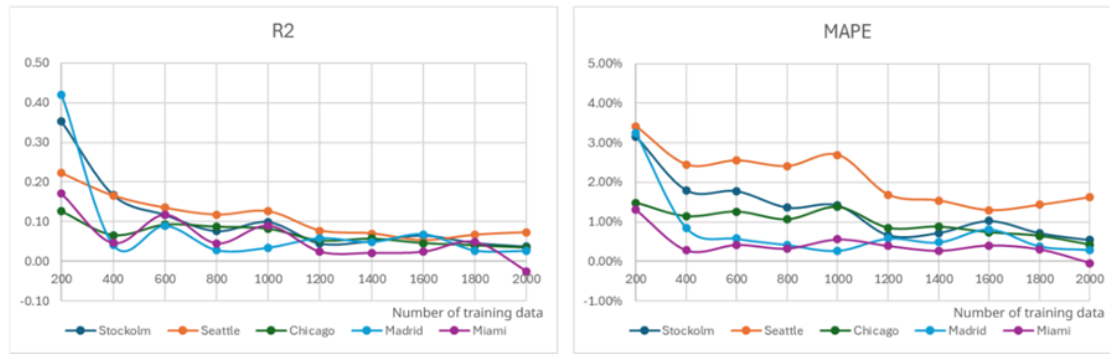 R2
0.50
0.40
0.30
0.20
0.10
0.00
200 400 600 800 1000 1200 1400 1600 1800 2000
-0.10
Number of training data
Stockolm Seattle Chicago Madrid Miami
MAPE
5.00%
4.00%
3.00%
2.00%
1.00%
0.00%
200 400 600 800 1000 1200 1400 1600 1800 2000
-1.00%
Number of training data
Stockolm Seattle Chicago Madrid Miami